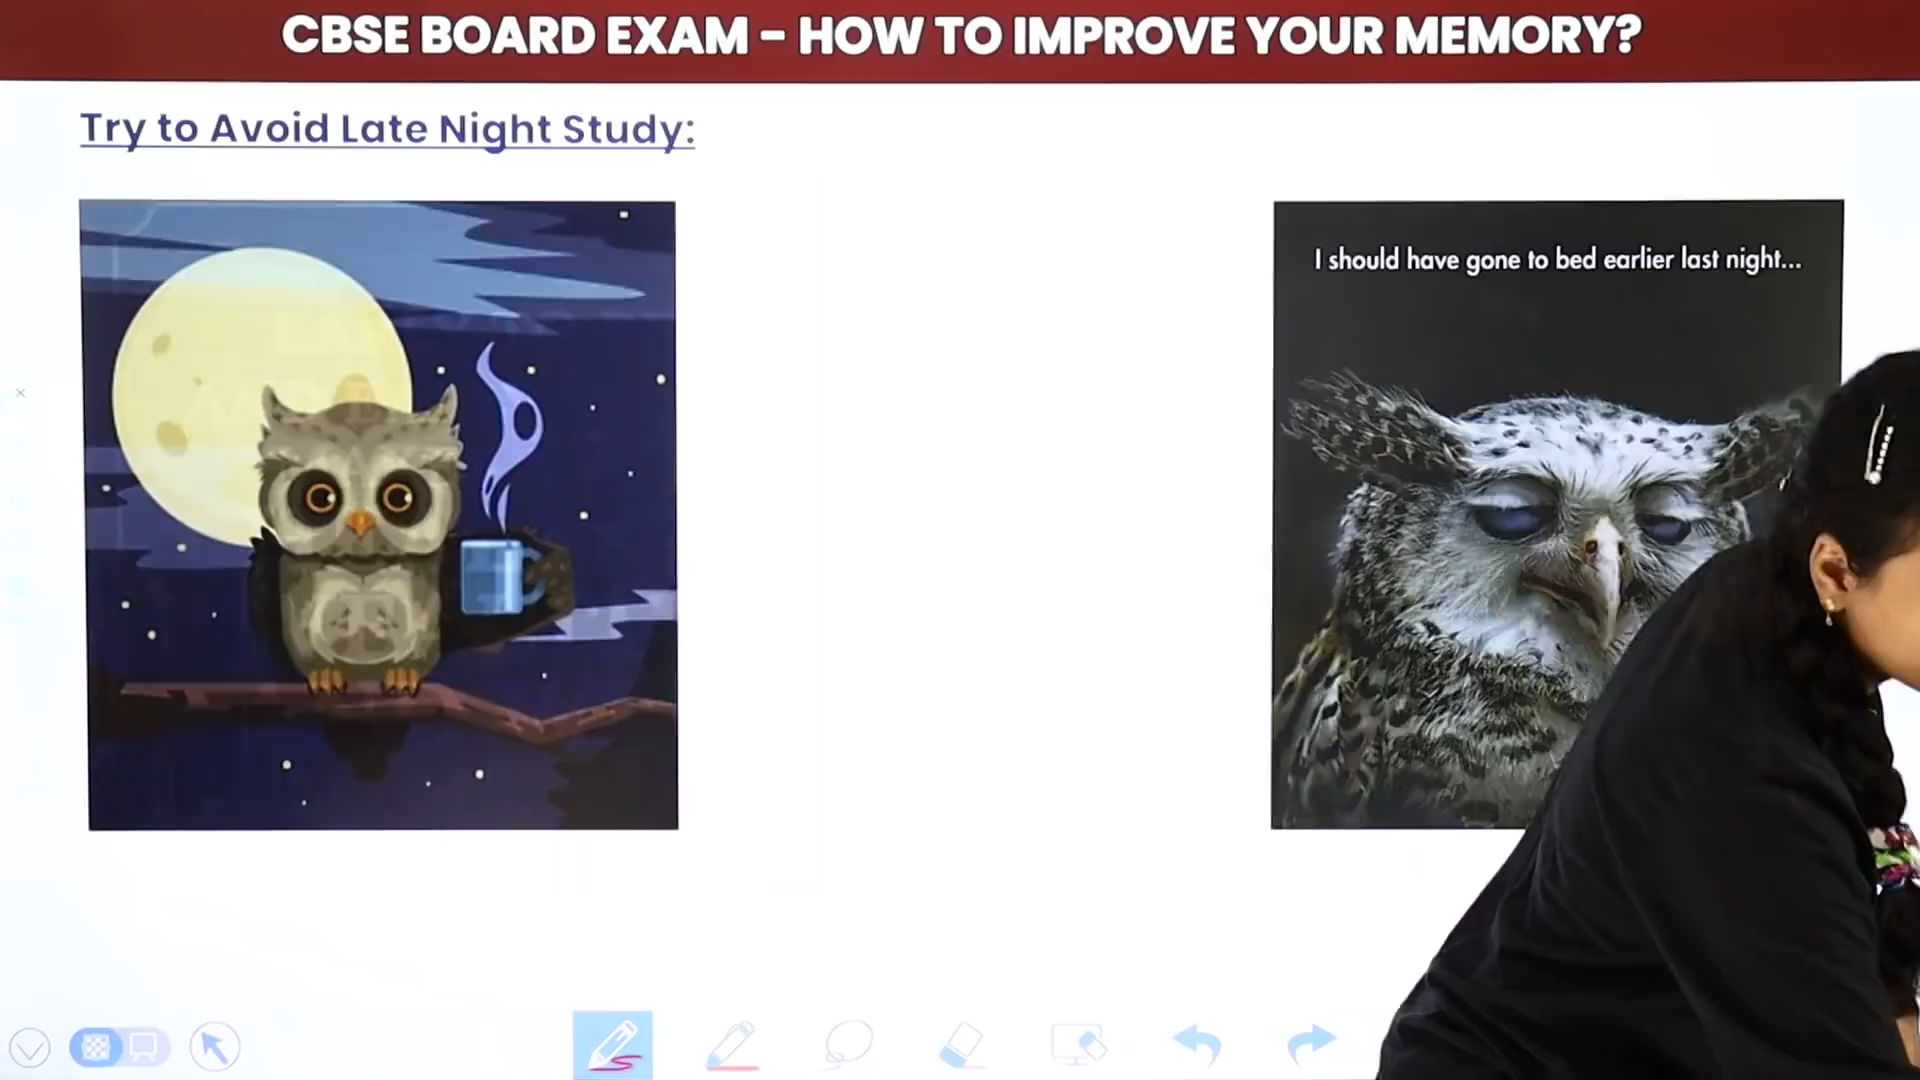 CBSE BOARD EXAM - HOW TO IMPROVE YOUR MEMORY?
Try to Avoid Late Night Study:
I should have gone to bed earlier last night...